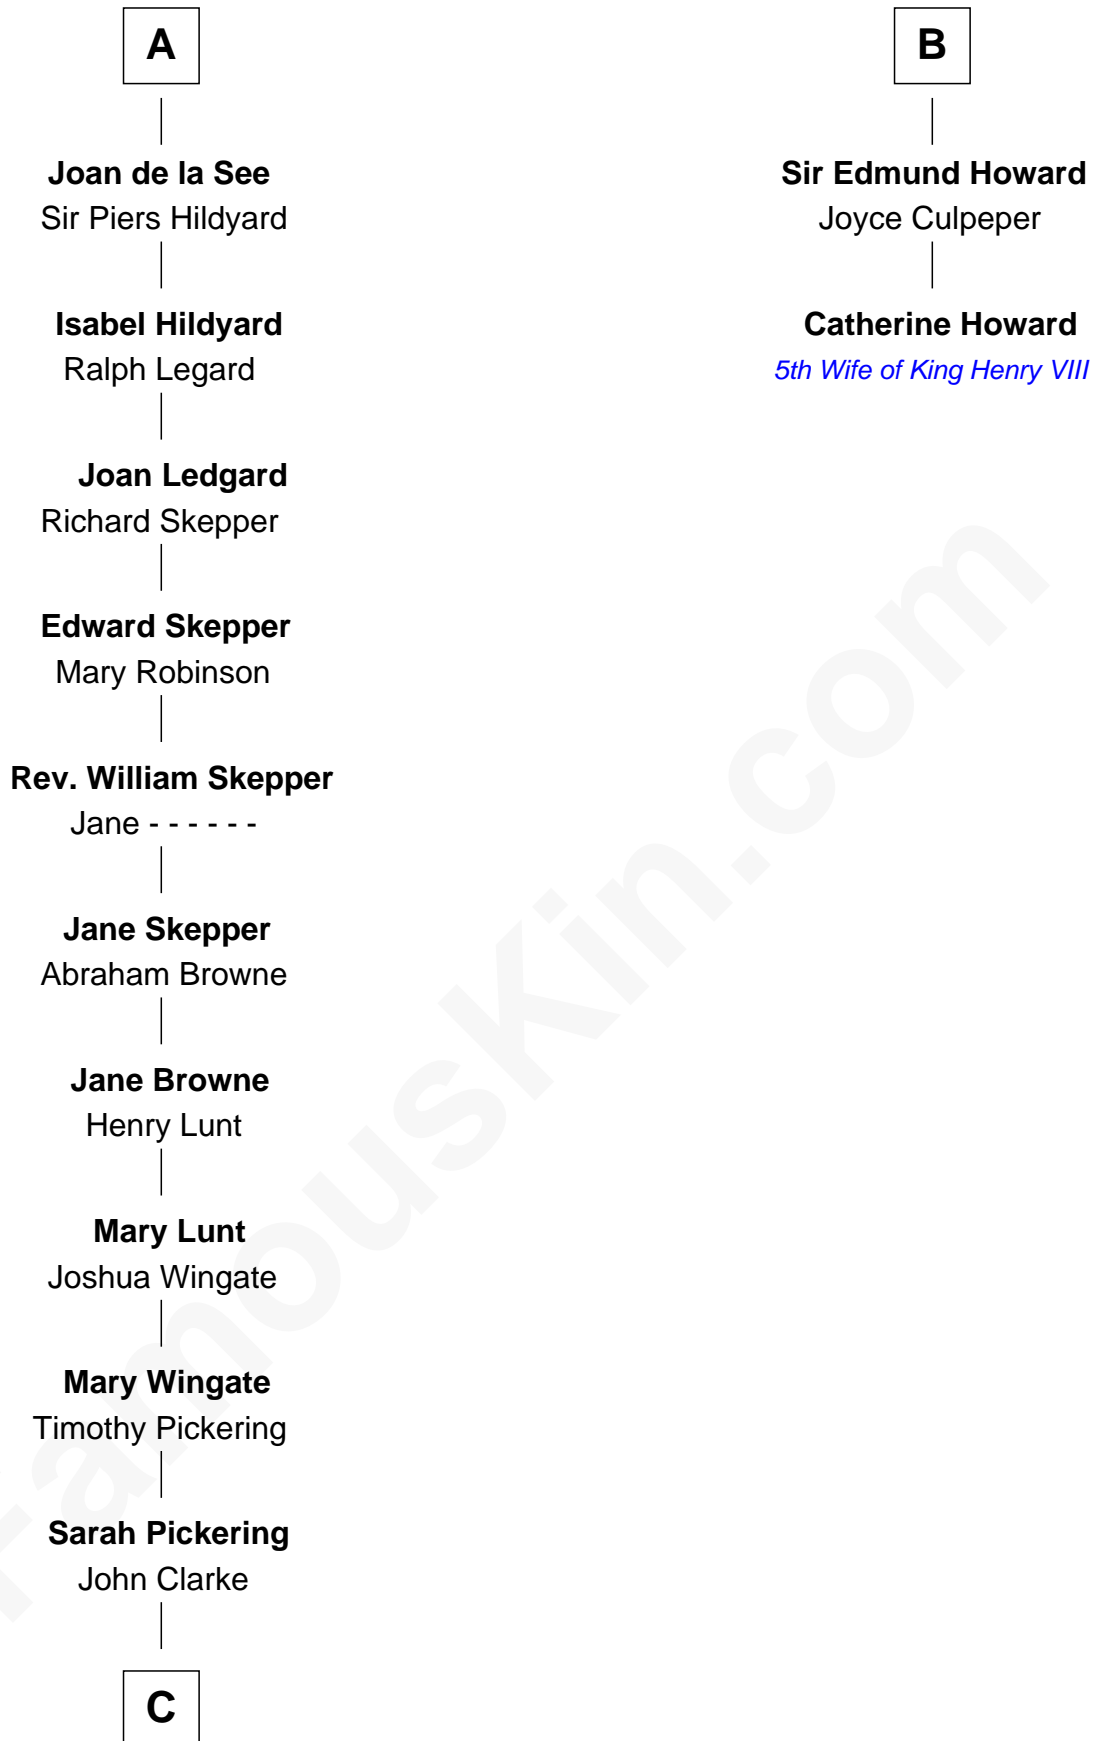 A
Joan de la See
Sir Piers Hildyard
Isabel Hildyard
Ralph Legard
Joan Ledgard
Richard Skepper
Edward Skepper
Mary Robinson
Rev. William Skepper
Jane - - - - - -
Jane Skepper
Abraham Browne
Jane Browne
Henry Lunt
Mary Lunt
Joshua Wingate
Mary Wingate
Timothy Pickering
Sarah Pickering
John Clarke
C
B
Sir Edmund Howard
Joyce Culpeper
Catherine Howard
5th Wife of King Henry VIII
FamousKin.com